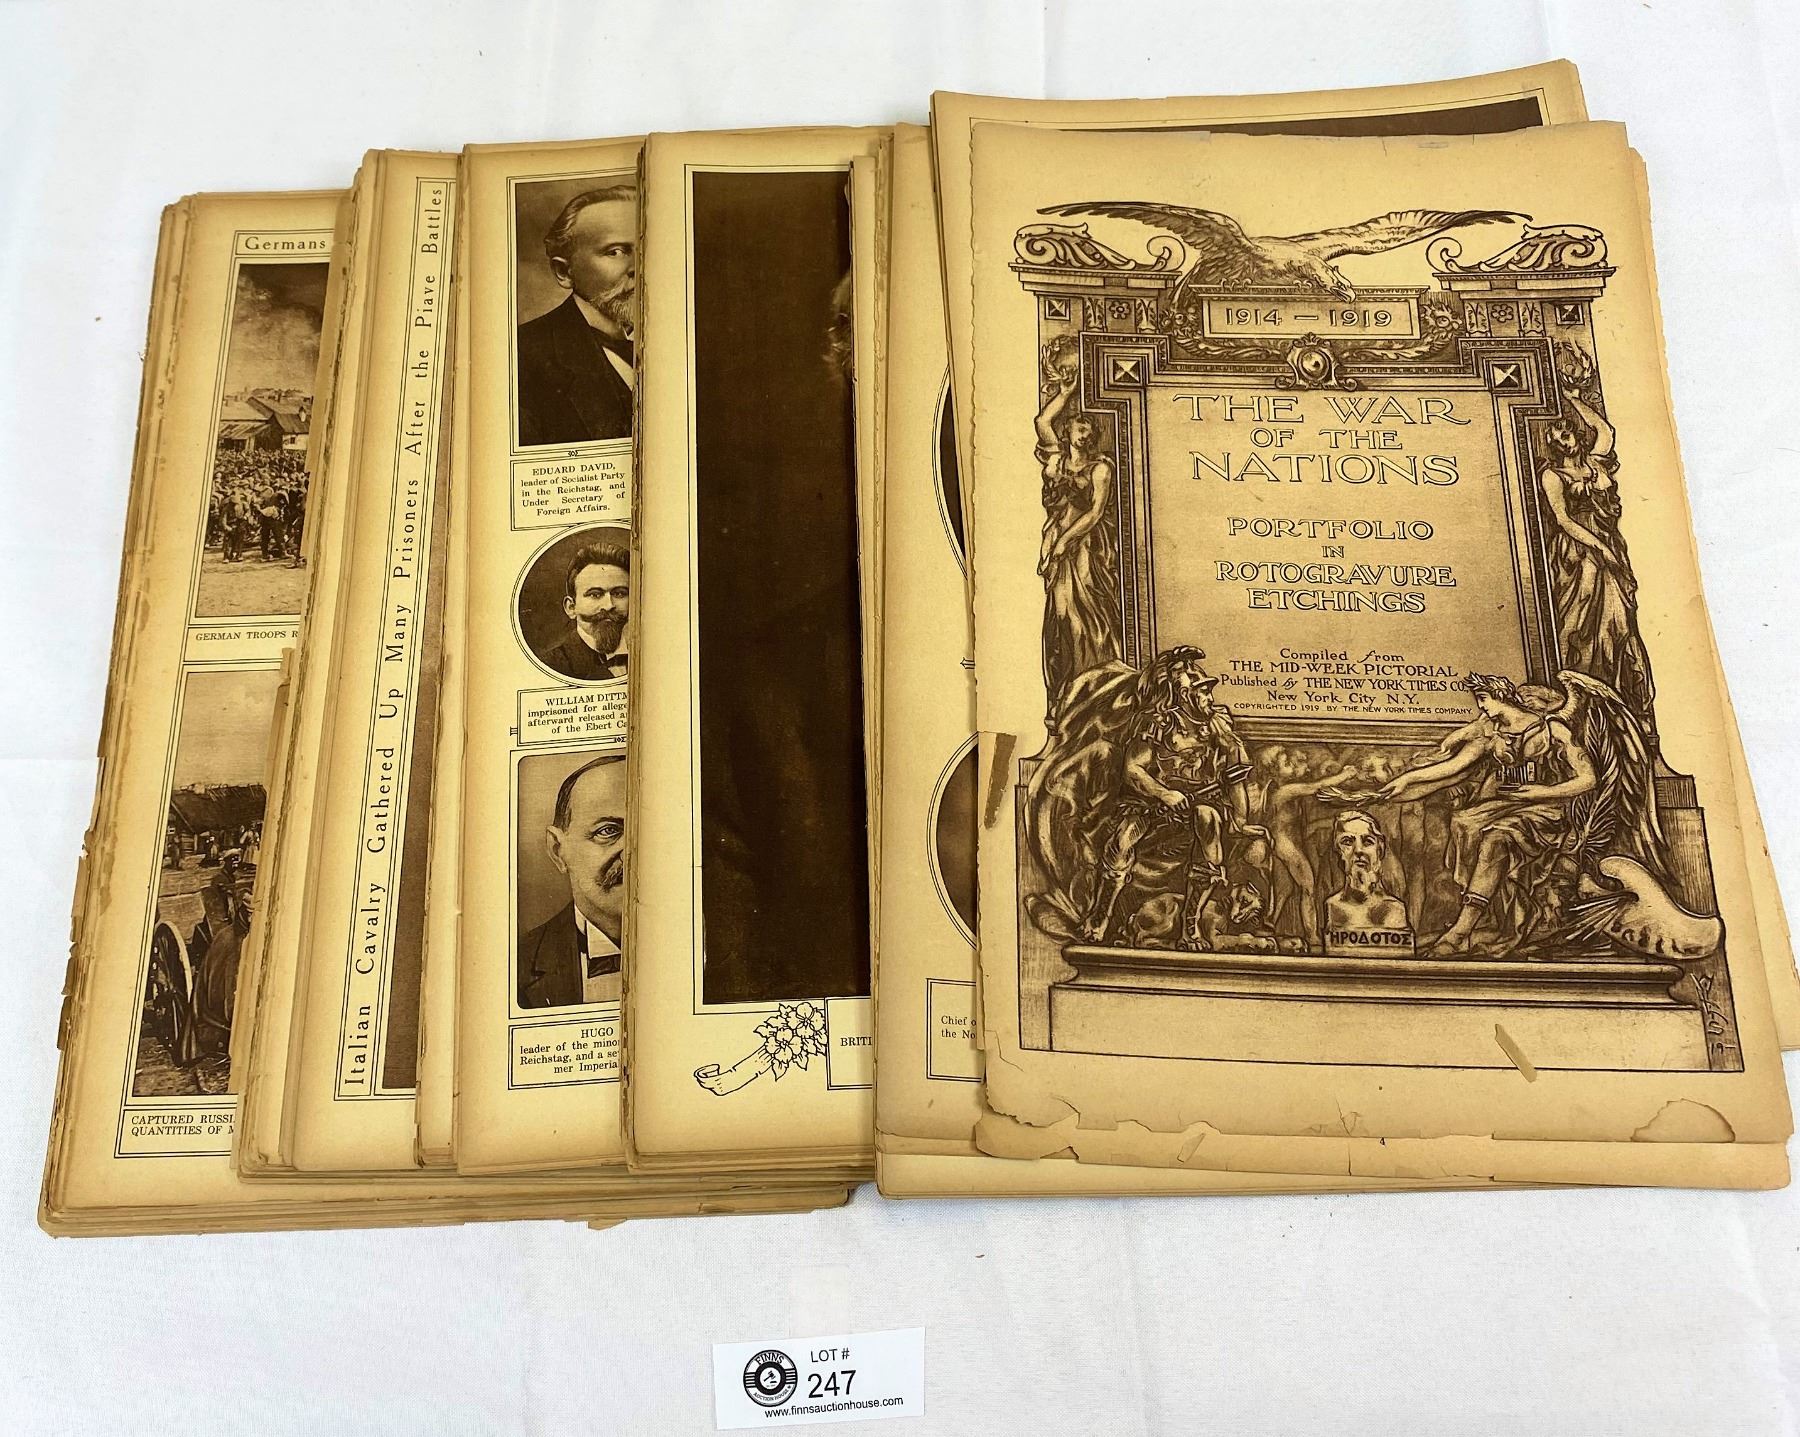 Germans
GERMAN TROOPS
CAPTURED RUSSI
QUANTITIES OF
Italian Cavalry Gathered Up Many Prisoners After the Piave Battles
EDUARD DAVID,
leader of Socialist Party
in the Reichstag, and
Under Secretary of
Foreign Affairs.
WILLIAM DITTM
imprisoned for allege
afterward released a
of the Ebert Ca
HUGO
leader of the mino
Reichstag, and a se
mer Imperia
BRITI
Chief o
the No
1914 — 1919
THE WAR
OF THE
NATIONS
PORTFOLIO
IN
ROTOGRAVURE
ETCHINGS
Compiled from
THE MID-WEEK PICTORIAL
Published by THE NEW YORK TIMES CO.
New York City N.Y.
COPYRIGHTED 1919 BY THE NEW YORK TIMES COMPANY.
ΉΡΟΔΟΤΟΣ
4
FINNS
AUCTION HOUSE
LOT #
247
www.finnsauctionhouse.com